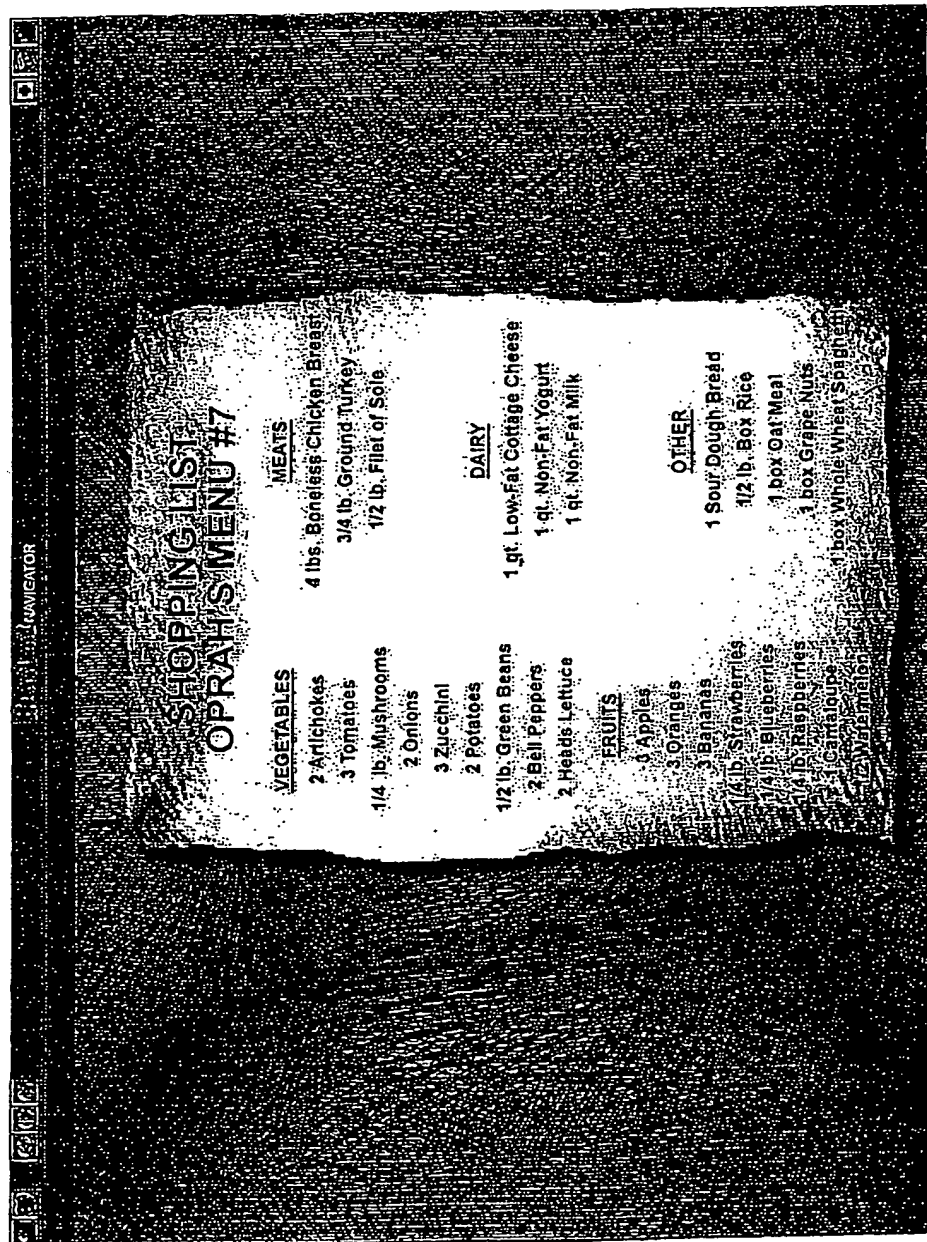 NAVIGATOR
SHOPPING LIST
OPRAH'S MENU #7
VEGETABLES
2 Artichokes
3 Tomatoes
1/4 lb. Mushrooms
2 Onions
3 Zucchini
2 Potatoes
1/2 lb. Green Beans
2 Bell Peppers
2 Heads Lettuce
FRUITS
3 Apples
3 Oranges
3 Bananas
1/4 lb. Strawberries
1/4 lb. Blueberries
1/4 lb. Raspberries
1 Cantaloupe
1/2 Watermelon
MEATS
4 lbs. Boneless Chicken Breast
3/4 lb. Ground Turkey
1/2 lb. Filet of Sole
DAIRY
1 qt. Low-Fat Cottage Cheese
1 qt. Non-Fat Yogurt
1 qt. Non-Fat Milk
OTHER
1 Sour Dough Bread
1/2 lb. Box Rice
1 box Oat Meal
1 box Grape Nuts
1 box Whole Wheat Spaghetti